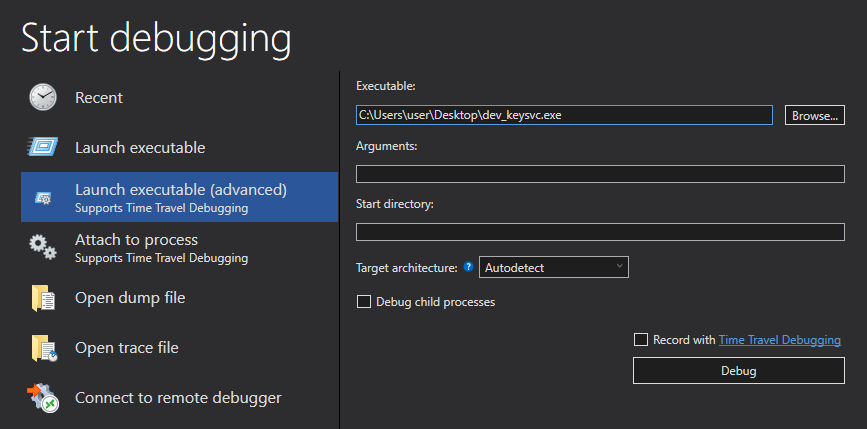 Start debugging
Recent
Launch executable
Launch executable (advanced)
Supports Time Travel Debugging
Attach to process
Supports Time Travel Debugging
Open dump file
Open trace file
Connect to remote debugger
Executable:
C:\Users\user\Desktop\dev_keysvc.exe
Browse...
Arguments:
Start directory:
Target architecture: ? Autodetect
Debug child processes
Record with Time Travel Debugging
Debug